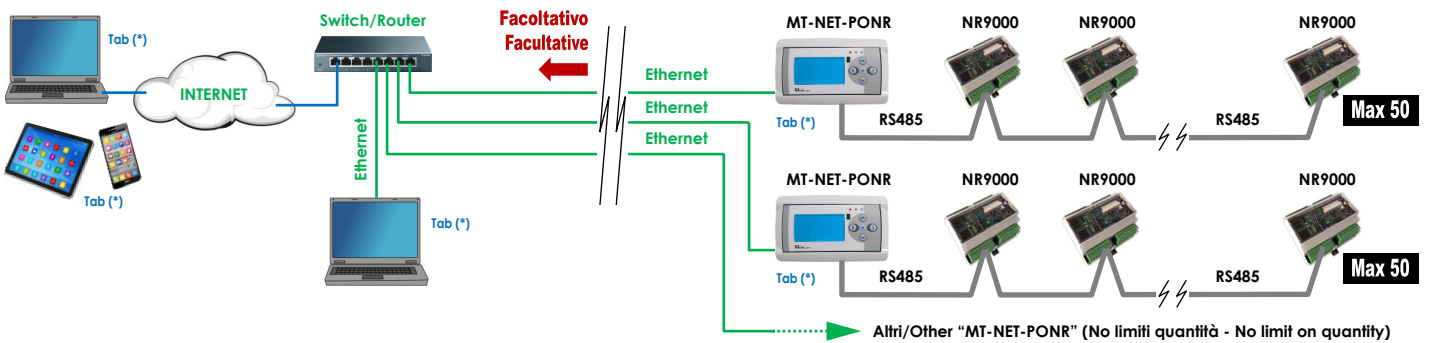 Tab (*)
INTERNET
Tab (*)
Switch/Router
Ethernet
Tab (*)
Facoltativo
Facultative
Ethernet
Ethernet
Ethernet
MT-NET-PONR
NR9000
NR9000
NR9000
Tab (*)
RS485
RS485
Max 50
MT-NET-PONR
NR9000
NR9000
NR9000
Tab (*)
RS485
RS485
Max 50
Altri/Other “MT-NET-PONR” (No limiti quantità - No limit on quantity)